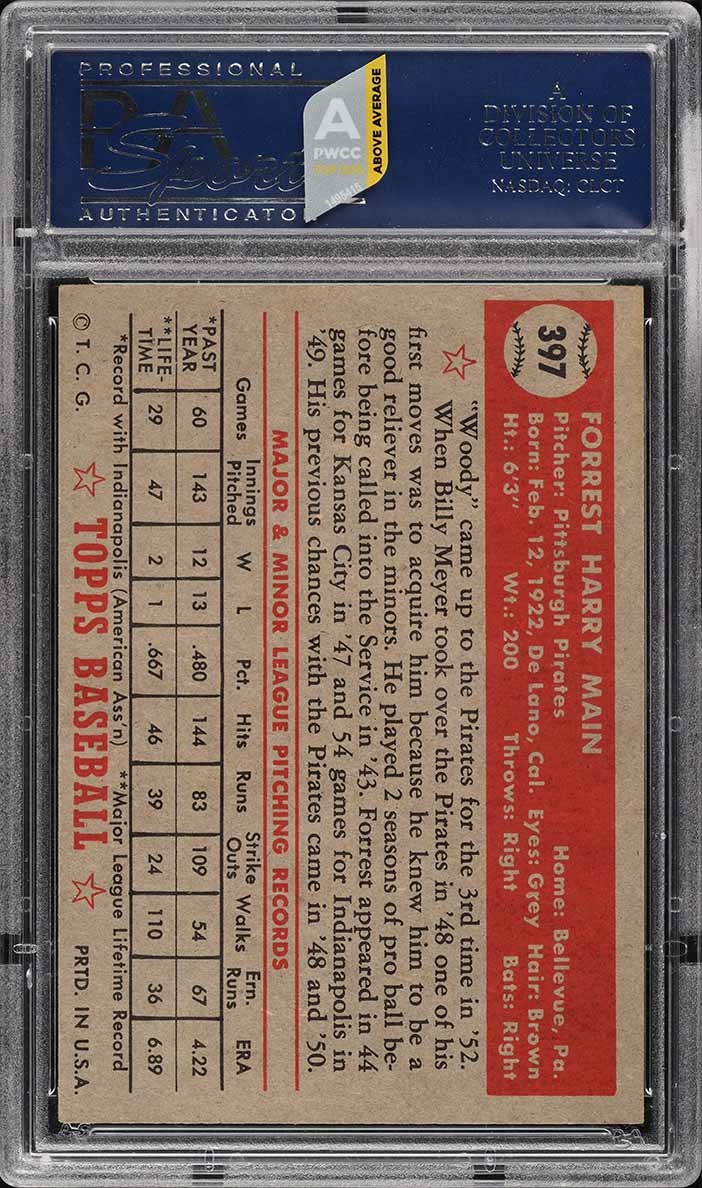 PROFESSIONAL
PSA
Sports
AUTHENTICATO
A
PWCC
ABOVE AVERAGE
A
DIVISION OF
COLLECTORS
UNIVERSE
NASDAQ: CLCT
397
FORREST HARRY MAIN
Pitcher: Pittsburgh Pirates Home: Bellevue, Pa.
Born: Feb. 12, 1922, De Lano, Cal. Eyes: Grey Hair: Brown
Ht.: 6'3" Wt.: 200 Throws: Right Bats: Right
"Woody" came up to the Pirates for the 3rd time in '52.
When Billy Meyer took over the Pirates in '48 one of his
first moves was to acquire him because he knew him to be a
good reliever in the minors. He played 2 seasons of pro ball be-
fore being called into the Service in '43. Forrest appeared in 44
games for Kansas City in '47 and 54 games for Indianapolis in
'49. His previous chances with the Pirates came in '48 and '50.
MAJOR & MINOR LEAGUE PITCHING RECORDS
Games Innings Pitched W L Pct. Hits Runs Strike Outs Walks Ern. Runs ERA
*PAST YEAR 60 143 12 13 .480 144 83 109 54 67 4.22
**LIFE-TIME 29 47 2 1 .667 46 39 24 110 36 6.89
*Record with Indianapolis (American Ass'n) **Major League Lifetime Record
© T. C. G. TOPPS BASEBALL PRTD. IN U.S.A.